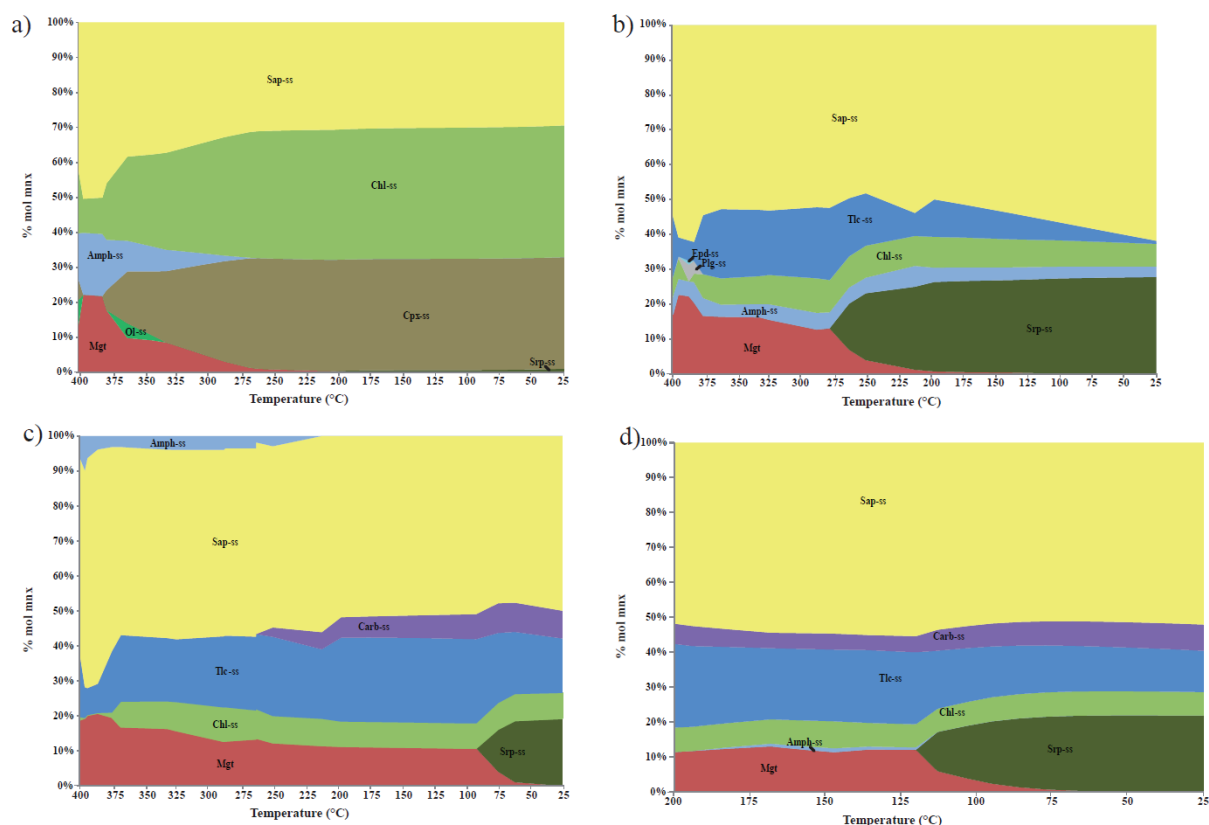 a)
100%
90%
80%
70%
60%
50%
40%
30%
20%
10%
0%
% mol mnx
Sap-ss
Chl-ss
Amph-ss
Cpx-ss
Ol-ss
Mgt
Srp-ss
400 375 350 325 300 275 250 225 200 175 150 125 100 75 50 25
Temperature (°C)
b)
100%
90%
80%
70%
60%
50%
40%
30%
20%
10%
0%
% mol mnx
Sap-ss
Tlc-ss
Epd-ss
Plg-ss
Chl-ss
Amph-ss
Srp-ss
Mgt
400 375 350 325 300 275 250 225 200 175 150 125 100 75 50 25
Temperature (°C)
c)
100%
90%
80%
70%
60%
50%
40%
30%
20%
10%
0%
% mol mnx
Amph-ss
Sap-ss
Carb-ss
Tlc-ss
Chl-ss
Srp-ss
Mgt
400 375 350 325 300 275 250 225 200 175 150 125 100 75 50 25
Temperature (°C)
d)
100%
90%
80%
70%
60%
50%
40%
30%
20%
10%
0%
% mol mnx
Sap-ss
Carb-ss
Tlc-ss
Chl-ss
Amph-ss
Srp-ss
Mgt
200 175 150 125 100 75 50 25
Temperature (°C)